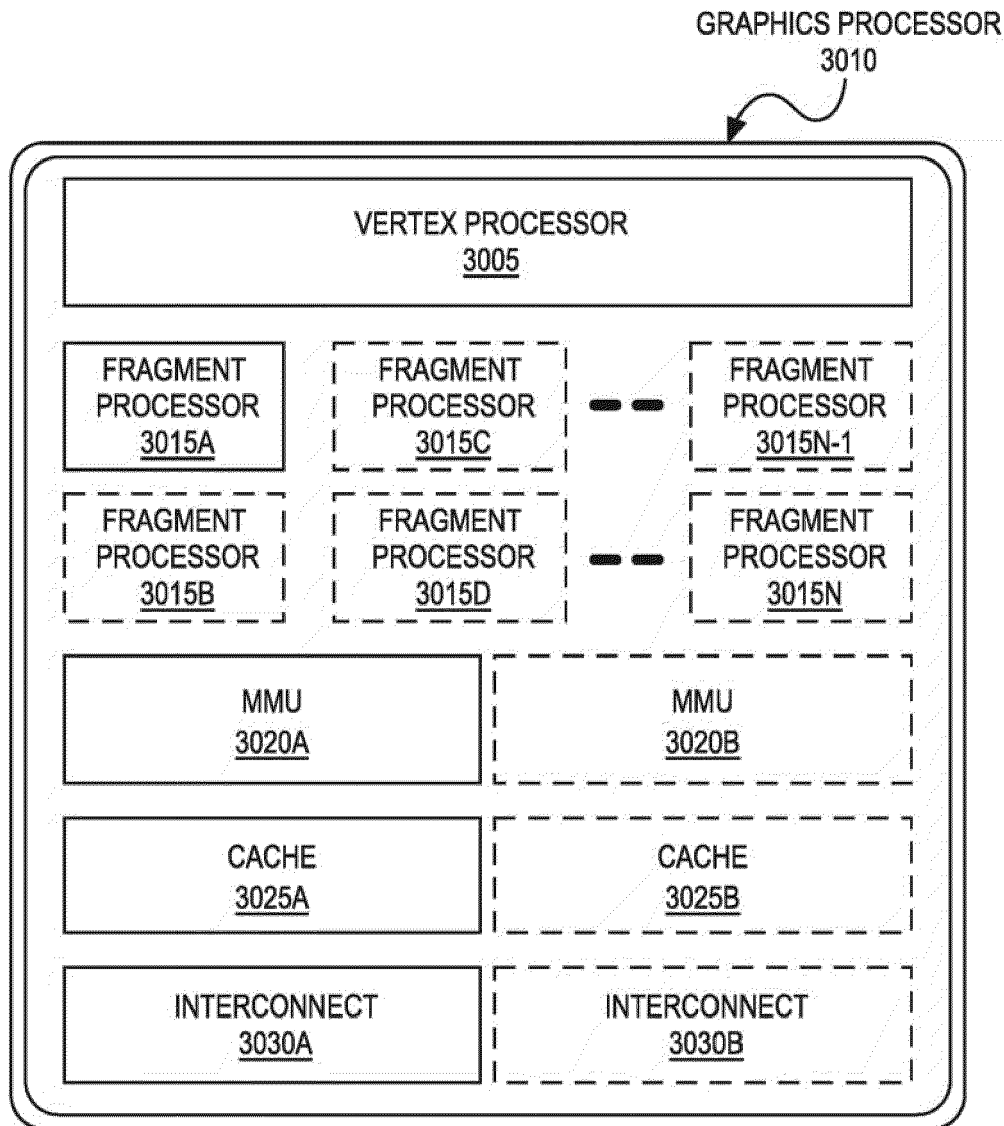 GRAPHICS PROCESSOR
3010
VERTEX PROCESSOR
3005
FRAGMENT
PROCESSOR
3015A
FRAGMENT
PROCESSOR
3015C
FRAGMENT
PROCESSOR
3015N-1
FRAGMENT
PROCESSOR
3015B
FRAGMENT
PROCESSOR
3015D
FRAGMENT
PROCESSOR
3015N
MMU
3020A
MMU
3020B
CACHE
3025A
CACHE
3025B
INTERCONNECT
3030A
INTERCONNECT
3030B